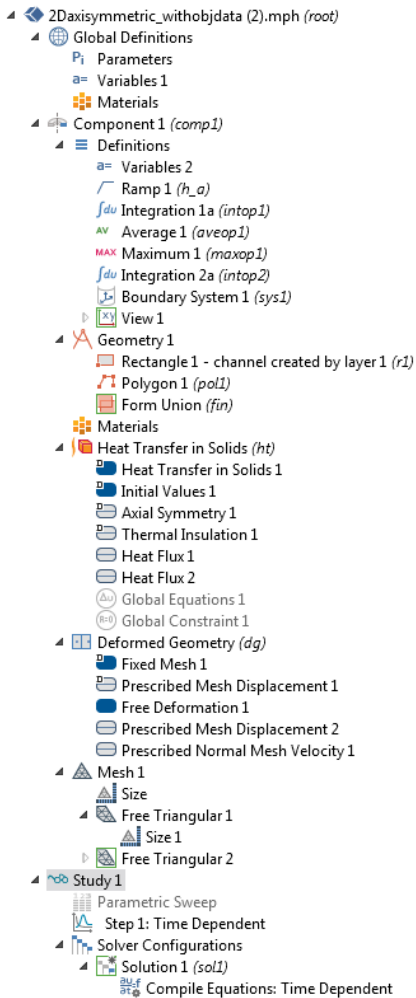 2Daxisymmetric_withobjdata (2).mph (root)
Global Definitions
Pi Parameters
a= Variables 1
Materials
Component 1 (comp1)
Definitions
a= Variables 2
Ramp 1 (h_a)
∫du Integration 1a (intop1)
AV Average 1 (aveop1)
MAX Maximum 1 (maxop1)
∫du Integration 2a (intop2)
Boundary System 1 (sys1)
xy View 1
Geometry 1
Rectangle 1 - channel created by layer 1 (r1)
Polygon 1 (pol1)
Form Union (fin)
Materials
Heat Transfer in Solids (ht)
D Heat Transfer in Solids 1
D Initial Values 1
D Axial Symmetry 1
D Thermal Insulation 1
Heat Flux 1
Heat Flux 2
Δu Global Equations 1
R=0 Global Constraint 1
Deformed Geometry (dg)
D Fixed Mesh 1
D Prescribed Mesh Displacement 1
Free Deformation 1
Prescribed Mesh Displacement 2
Prescribed Normal Mesh Velocity 1
Mesh 1
Size
Free Triangular 1
Size 1
Free Triangular 2
Study 1
Parametric Sweep
Step 1: Time Dependent
Solver Configurations
Solution 1 (sol1)
Compile Equations: Time Dependent